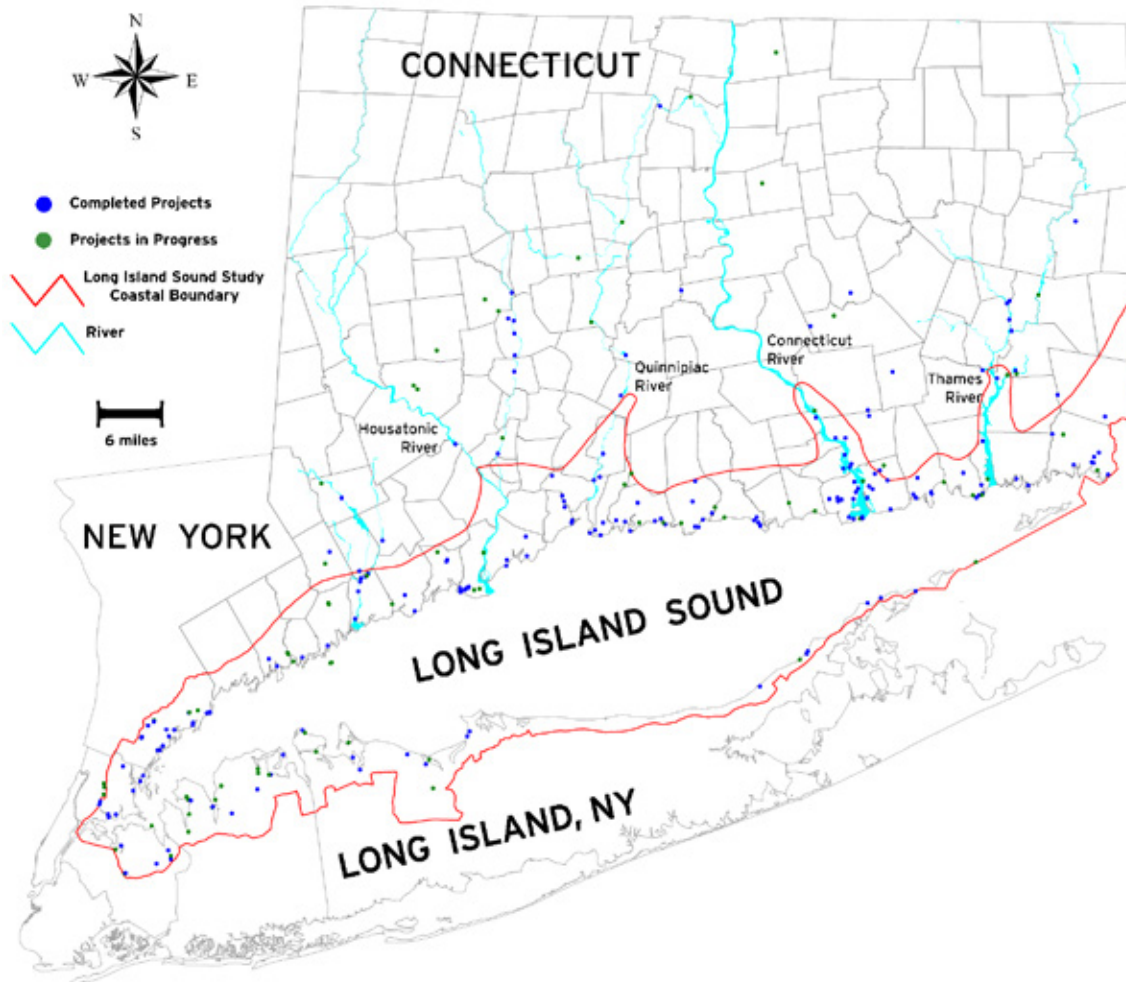 N
W
E
S
CONNECTICUT
Completed Projects
Projects in Progress
Long Island Sound Study
Coastal Boundary
River
6 miles
Housatonic
River
Quinnipiac
River
Connecticut
River
Thames
River
NEW YORK
LONG ISLAND SOUND
LONG ISLAND, NY